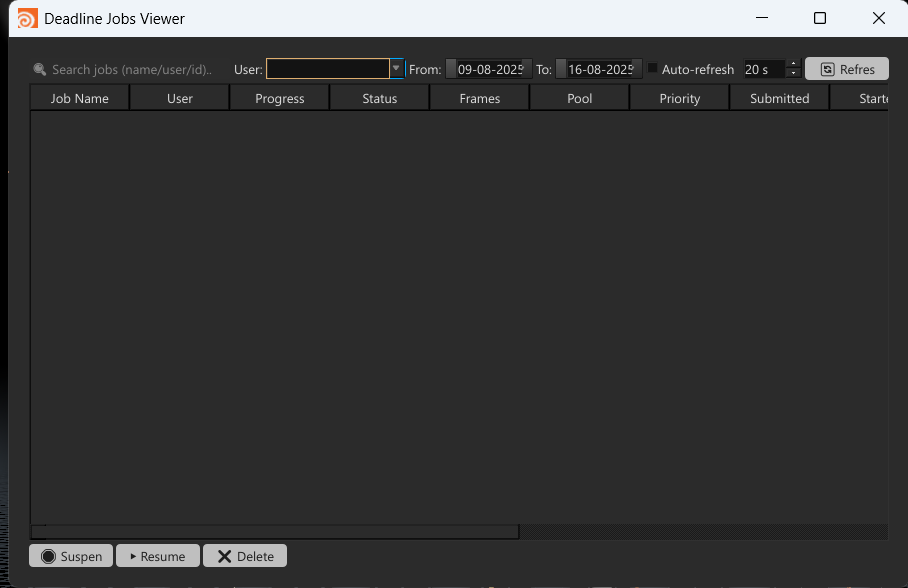 Deadline Jobs Viewer
Search jobs (name/user/id).. User: From: 09-08-2025 To: 16-08-2025 Auto-refresh 20 s Refres
Job Name User Progress Status Frames Pool Priority Submitted Starte
Suspen Resume Delete